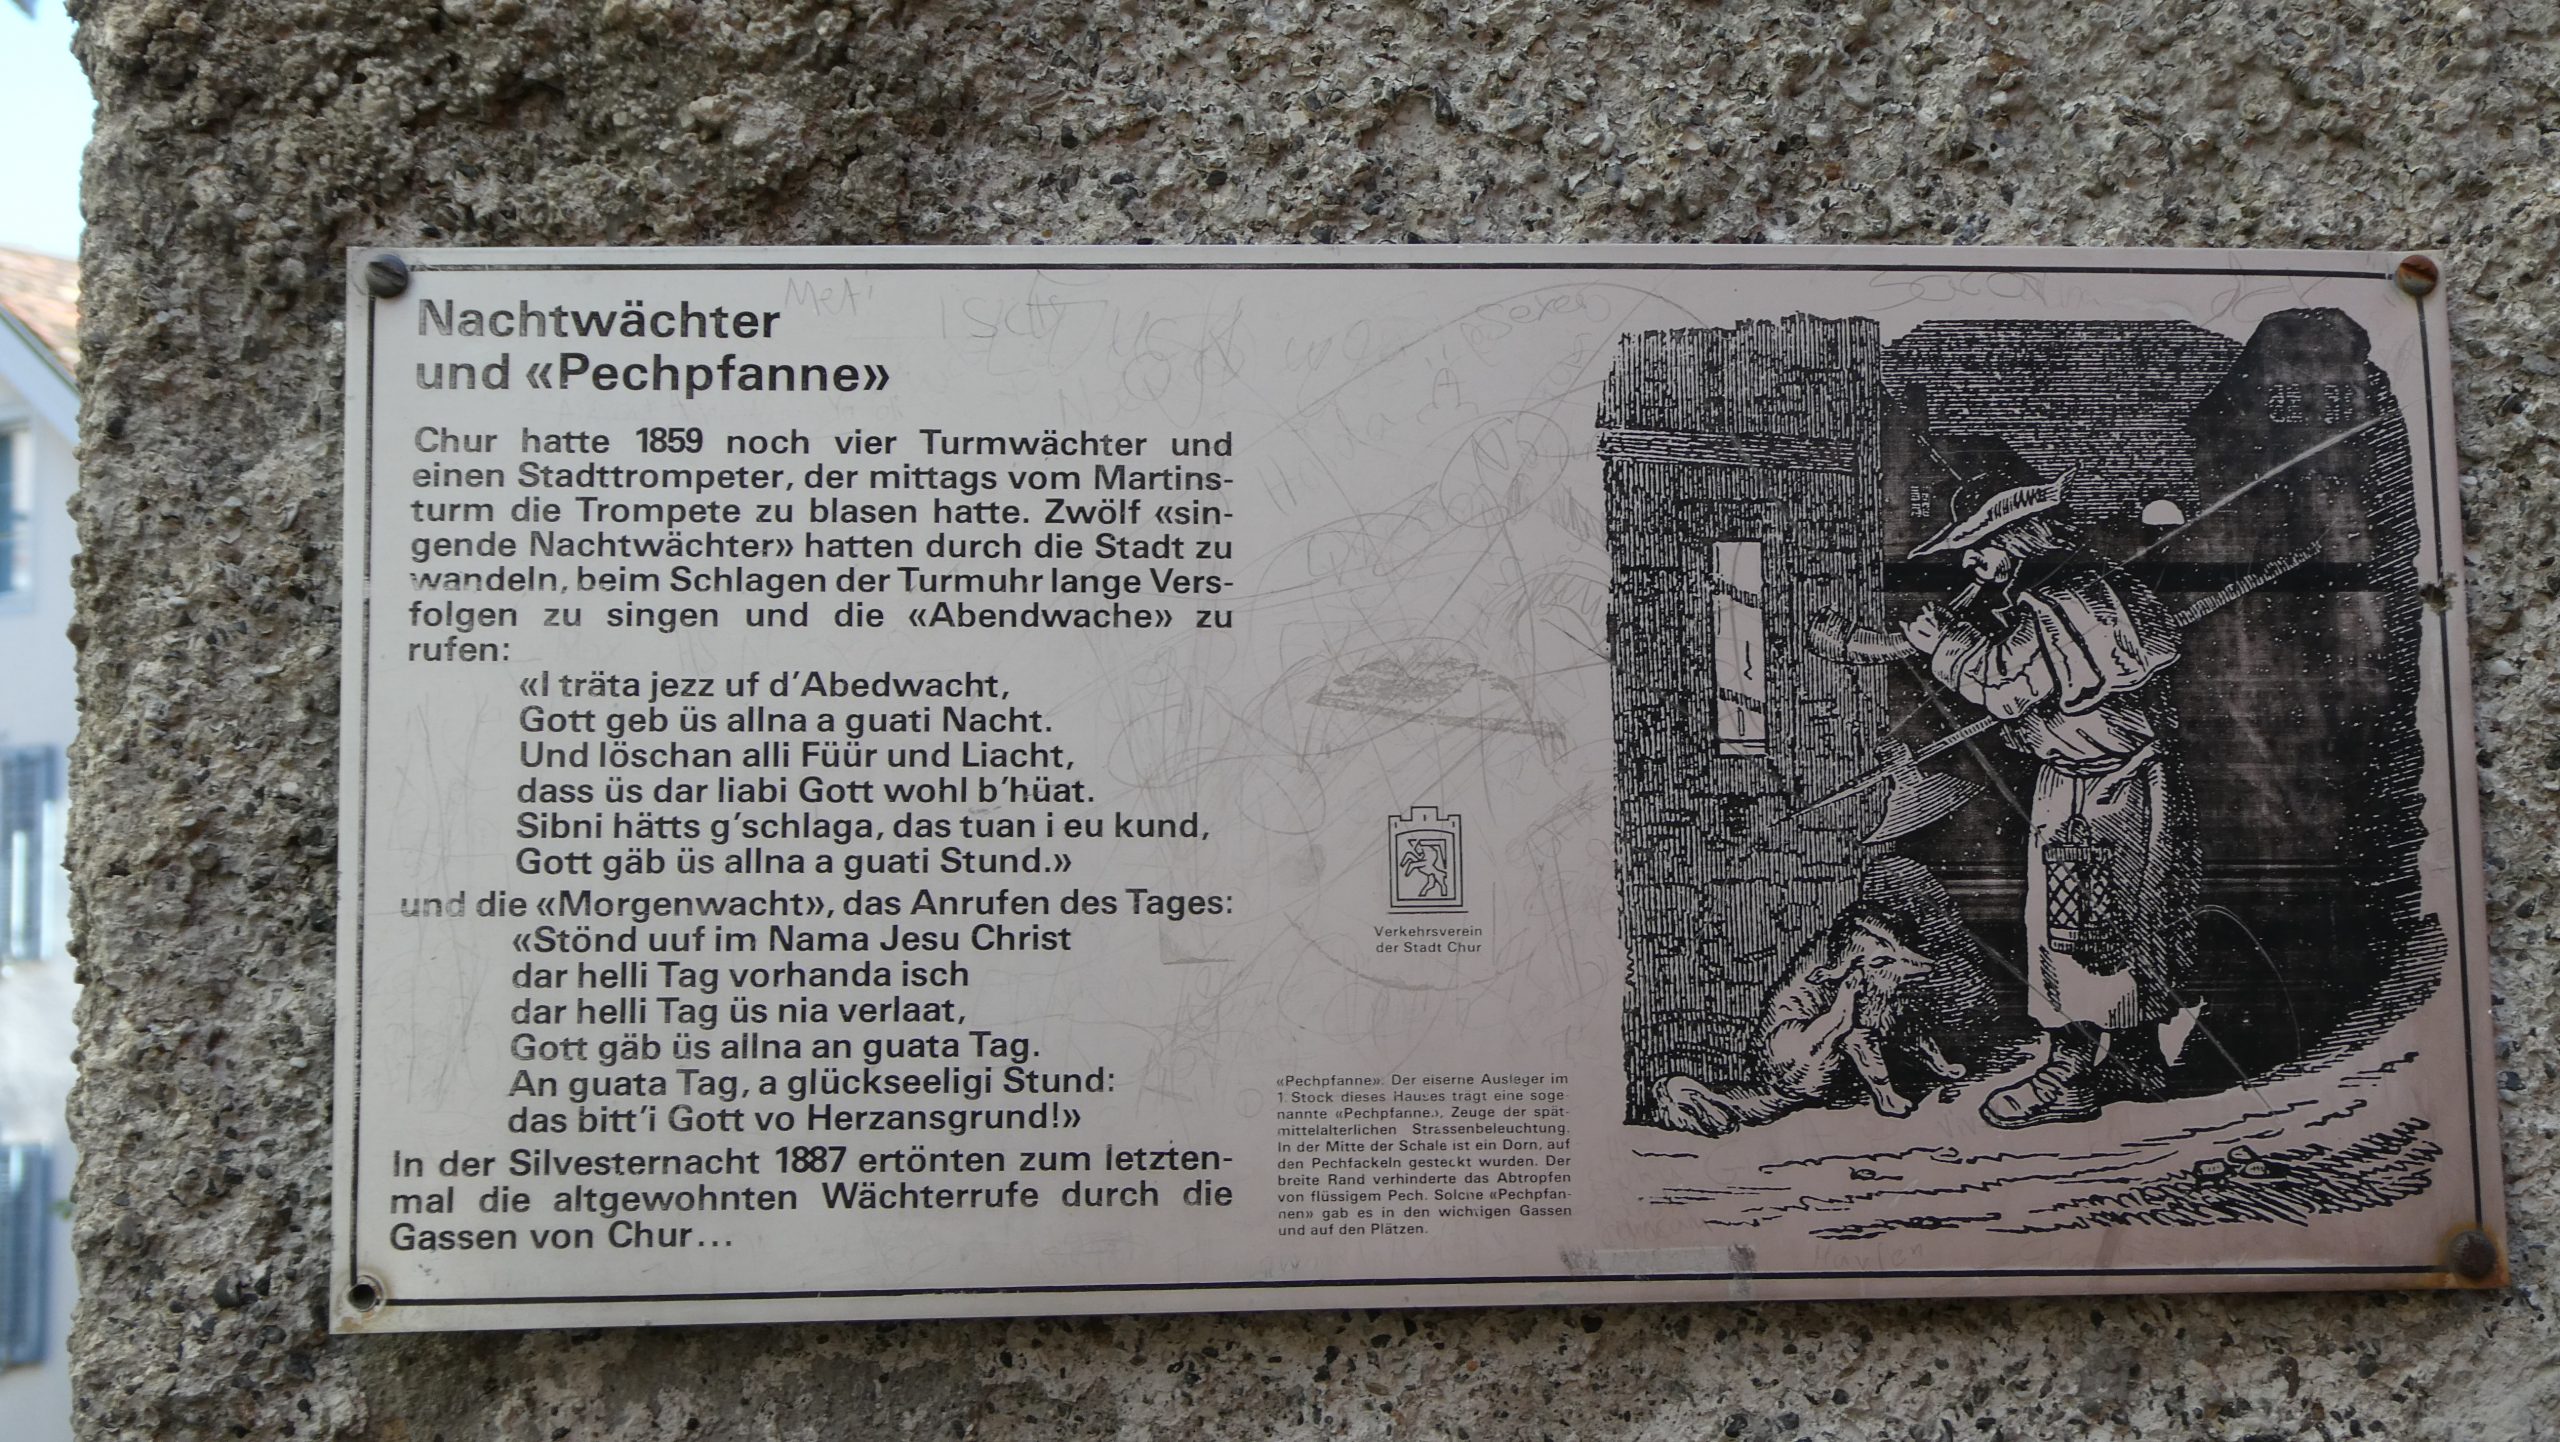 Nachtwächter
und «Pechpfanne»
Chur hatte 1859 noch vier Turmwächter und
einen Stadttrompeter, der mittags vom Martins-
turm die Trompete zu blasen hatte. Zwölf «sin-
gende Nachtwächter» hatten durch die Stadt zu
wandeln, beim Schlagen der Turmuhr lange Vers-
folgen zu singen und die «Abendwache» zu
rufen:
«I träta jezz uf d'Abedwacht,
Gott geb üs allna a guati Nacht.
Und löschan alli Füür und Liacht,
dass üs dar liabi Gott wohl b'hüat.
Sibni hätts g'schlaga, das tuan i eu kund,
Gott gäb üs allna a guati Stund.»
und die «Morgenwacht», das Anrufen des Tages:
«Stönd uuf im Nama Jesu Christ
dar helli Tag vorhanda isch
dar helli Tag üs nia verlaat,
Gott gäb üs allna an guata Tag.
An guata Tag, a glückseeligi Stund:
das bitt'i Gott vo Herzansgrund!»
In der Silvesternacht 1887 ertönten zum letzten-
mal die altgewohnten Wächterrufe durch die
Gassen von Chur...
Verkehrsverein
der Stadt Chur
«Pechpfanne». Der eiserne Ausleger im
1. Stock dieses Hauses trägt eine soge-
nannte «Pechpfanne», Zeuge der spät-
mittelalterlichen Strassenbeleuchtung.
In der Mitte der Schale ist ein Dorn, auf
den Pechfackeln gesteckt wurden. Der
breite Rand verhinderte das Abtropfen
von flüssigem Pech. Solche «Pechpfan-
nen» gab es in den wichtigen Gassen
und auf den Plätzen.